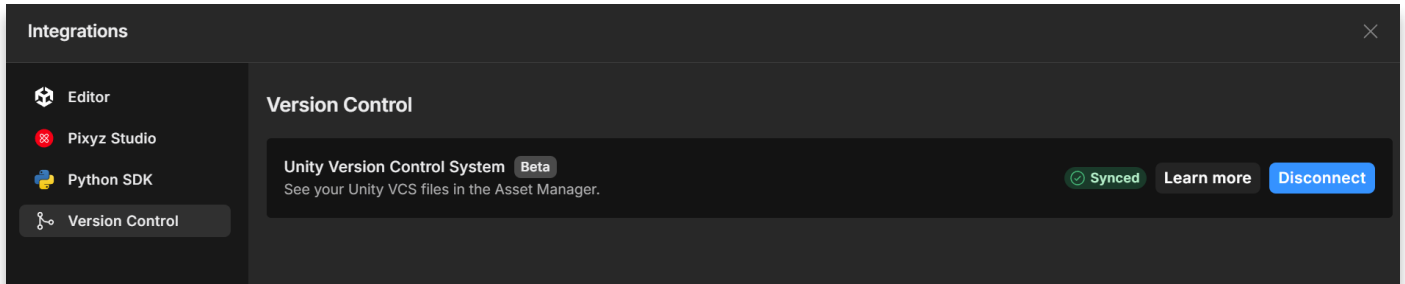 Integrations
Editor
Pixyz Studio
Python SDK
Version Control
Version Control
Unity Version Control System Beta
See your Unity VCS files in the Asset Manager.
Synced Learn more Disconnect